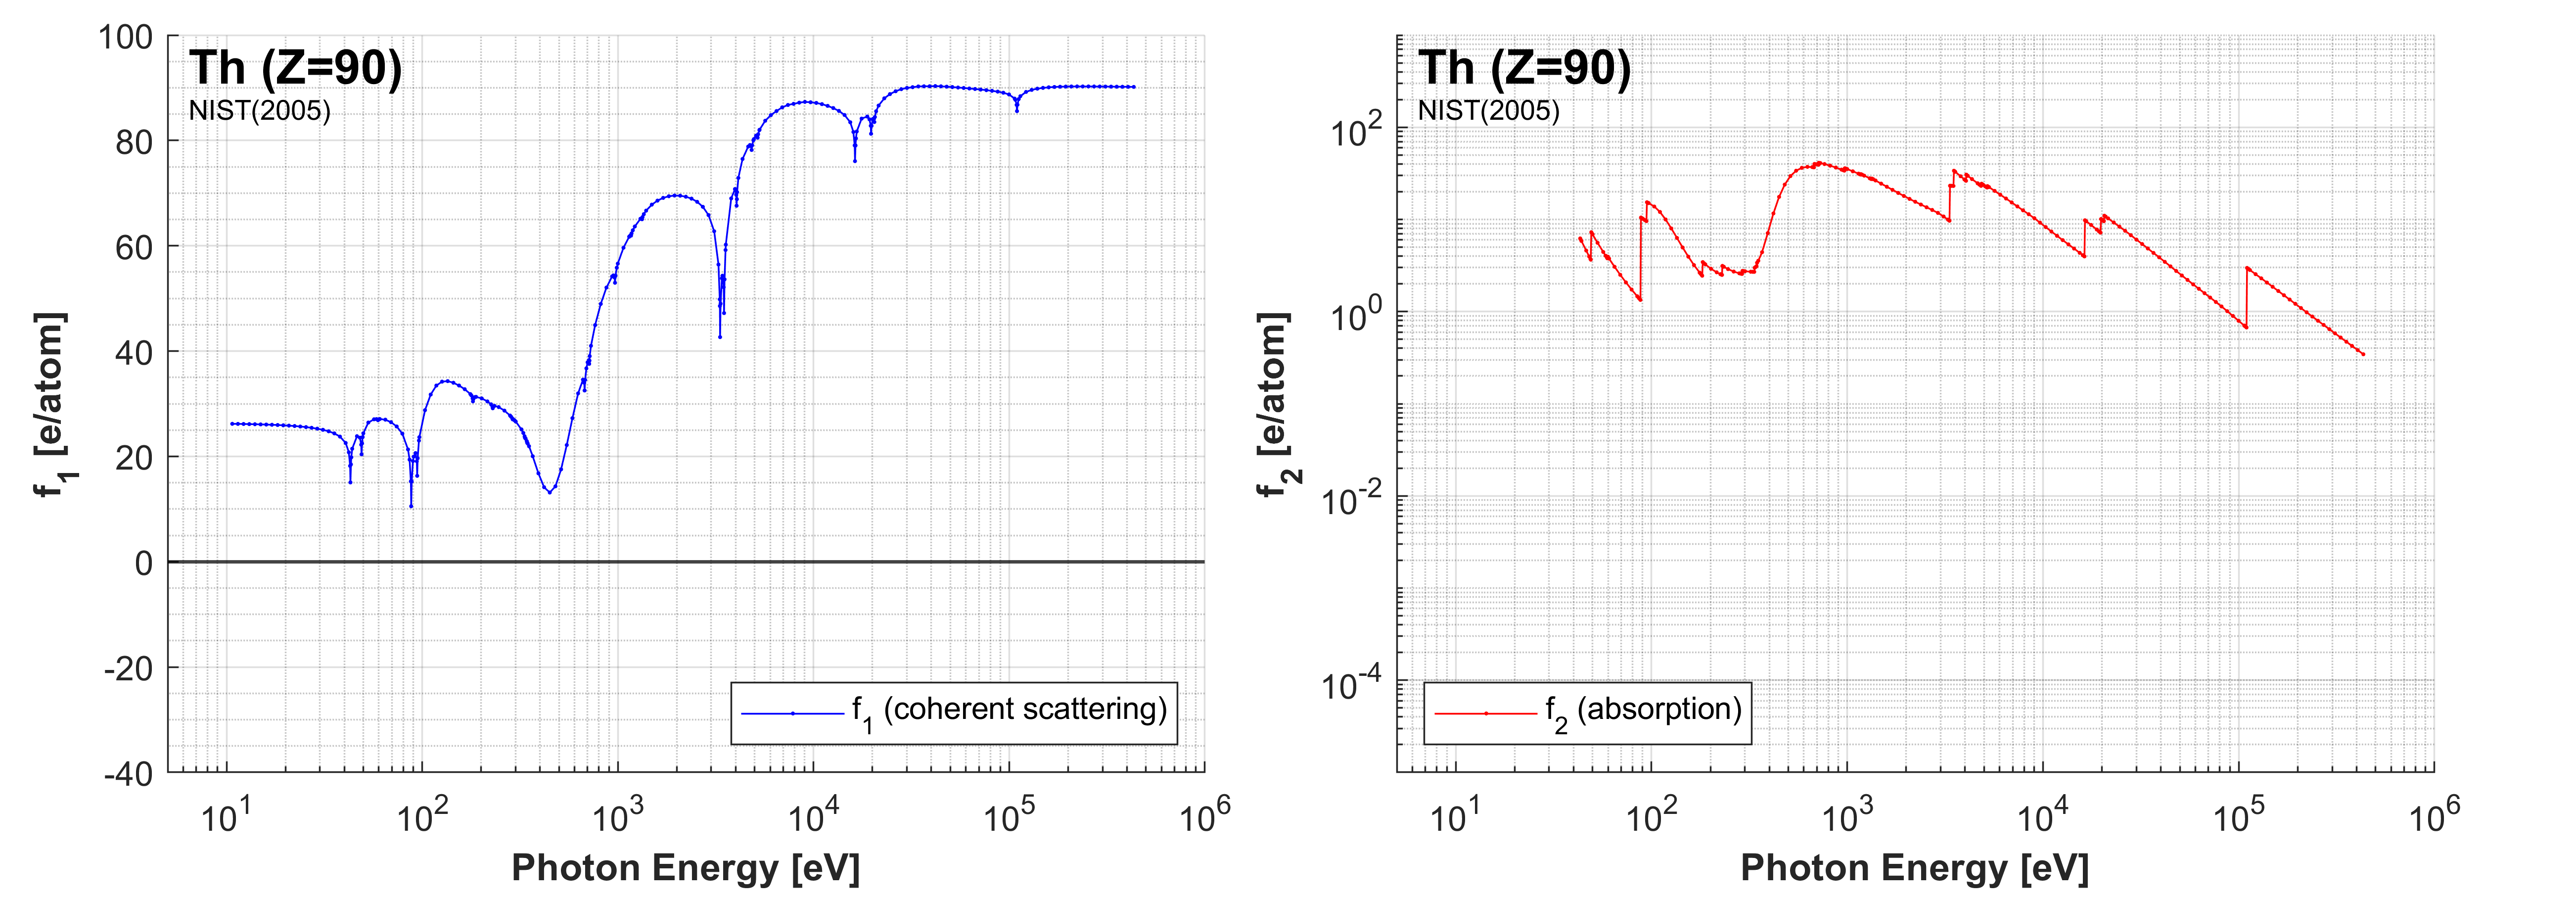 Th (Z=90)
NIST(2005)
100
80
60
40
20
0
-20
-40
f1 [e/atom]
f1 (coherent scattering)
10^1 10^2 10^3 10^4 10^5 10^6
Photon Energy [eV]
Th (Z=90)
NIST(2005)
10^2
10^0
10^-2
10^-4
f2 [e/atom]
f2 (absorption)
10^1 10^2 10^3 10^4 10^5 10^6
Photon Energy [eV]